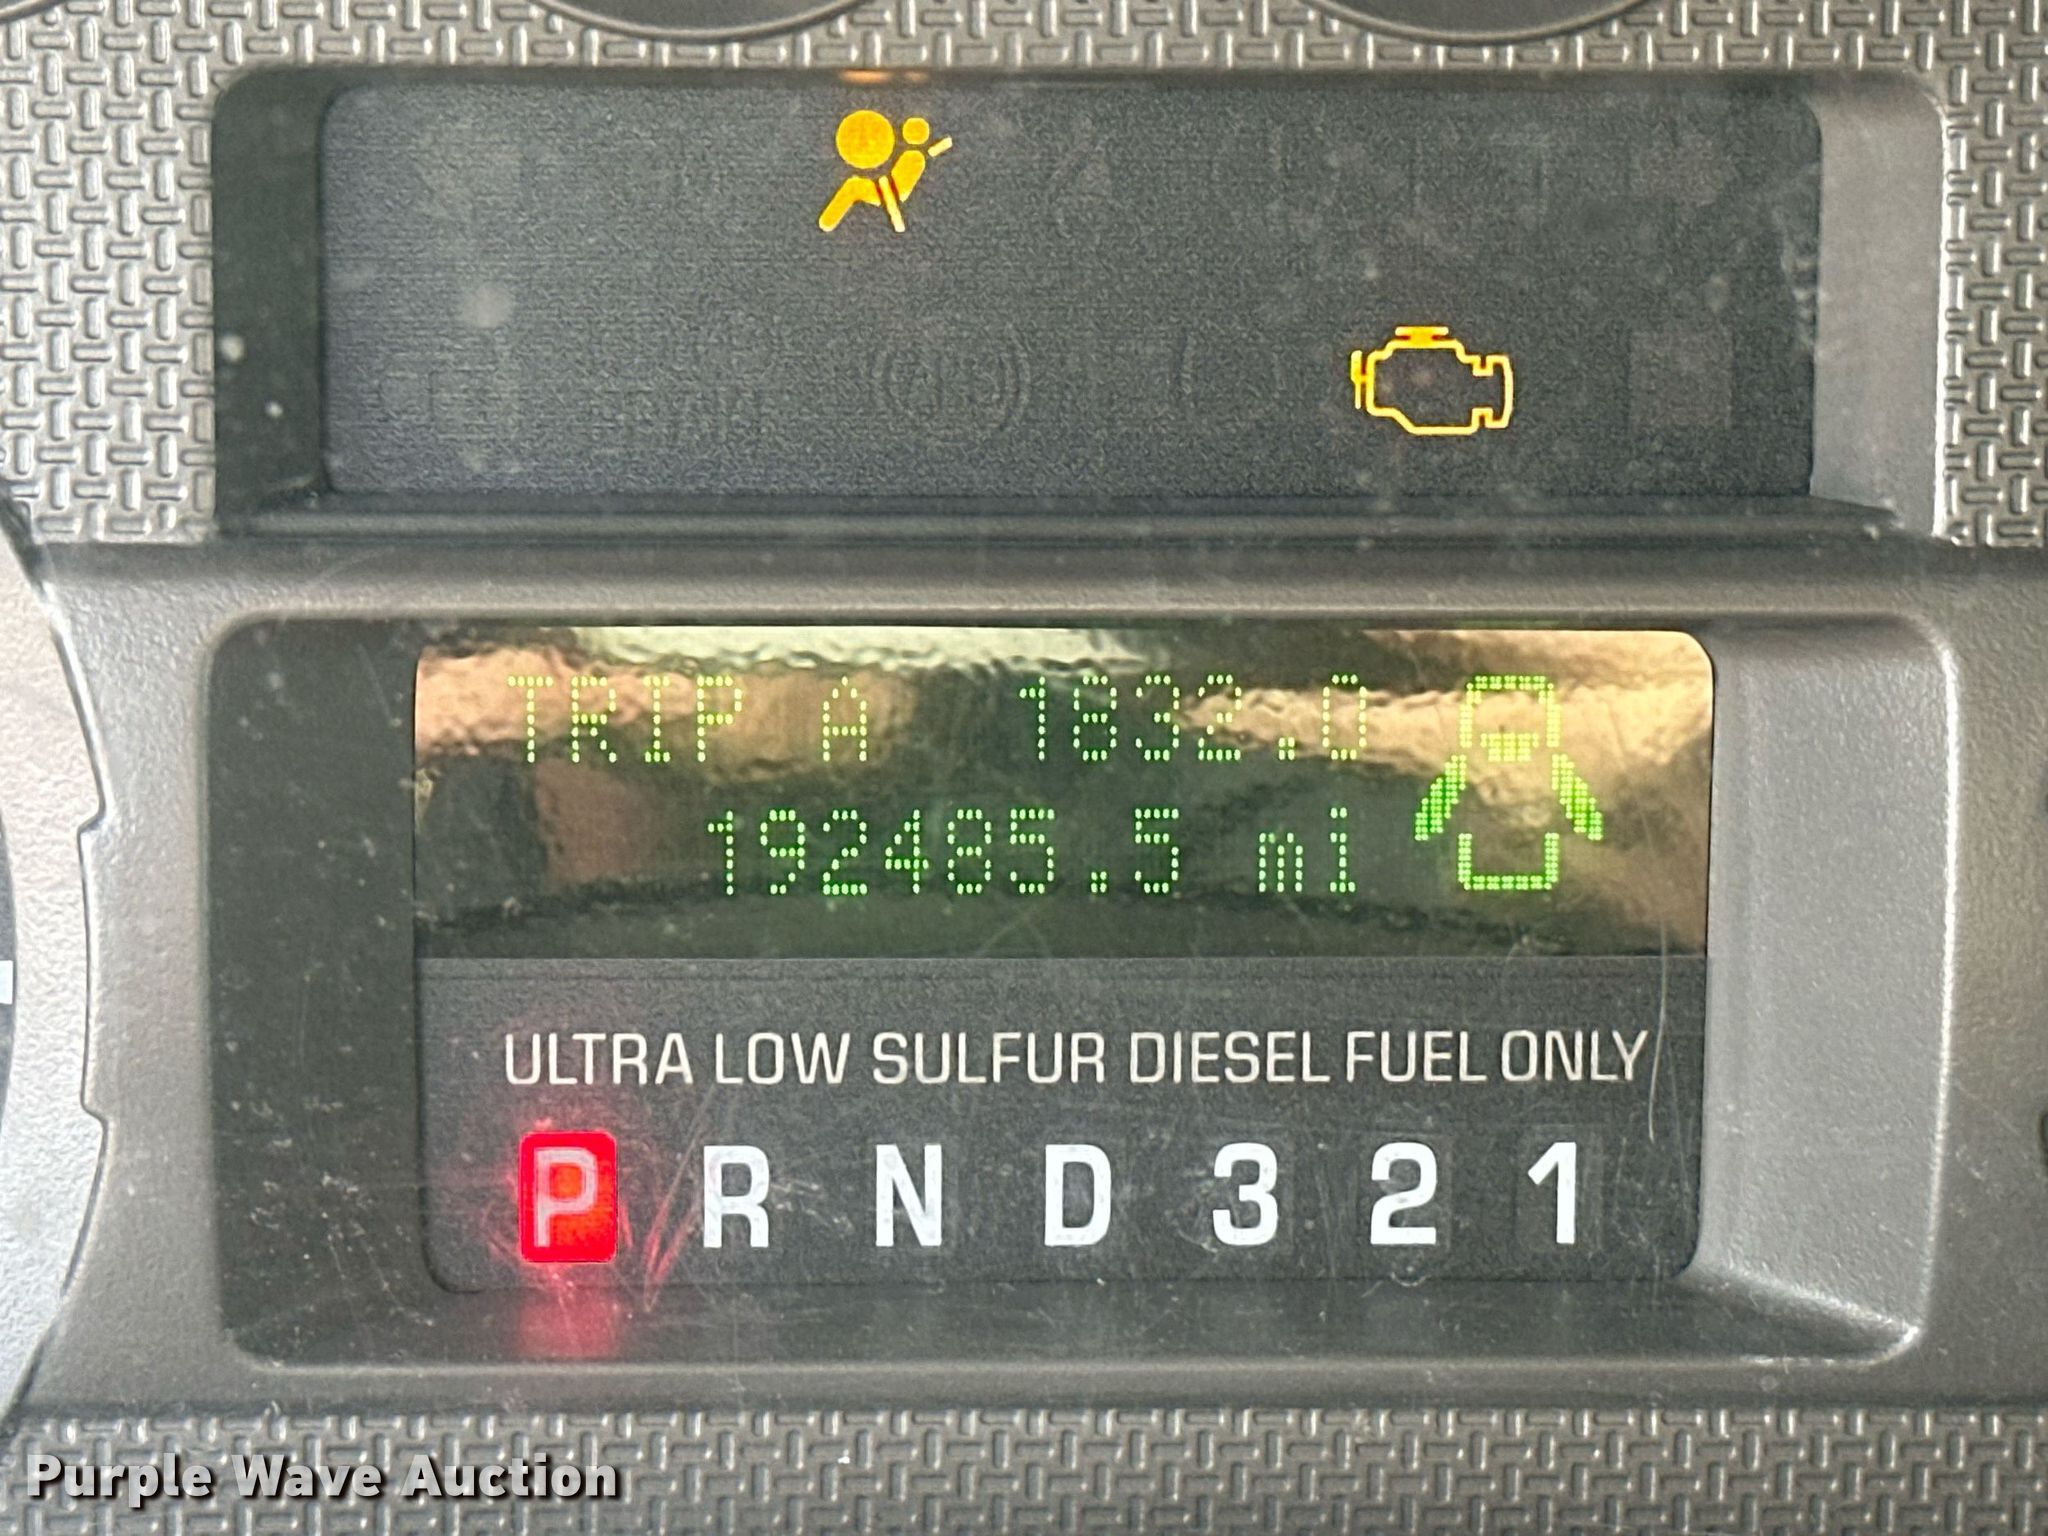 TRIP A 1832.0
192485.5 mi
ULTRA LOW SULFUR DIESEL FUEL ONLY
P R N D 3 2 1
Purple Wave Auction